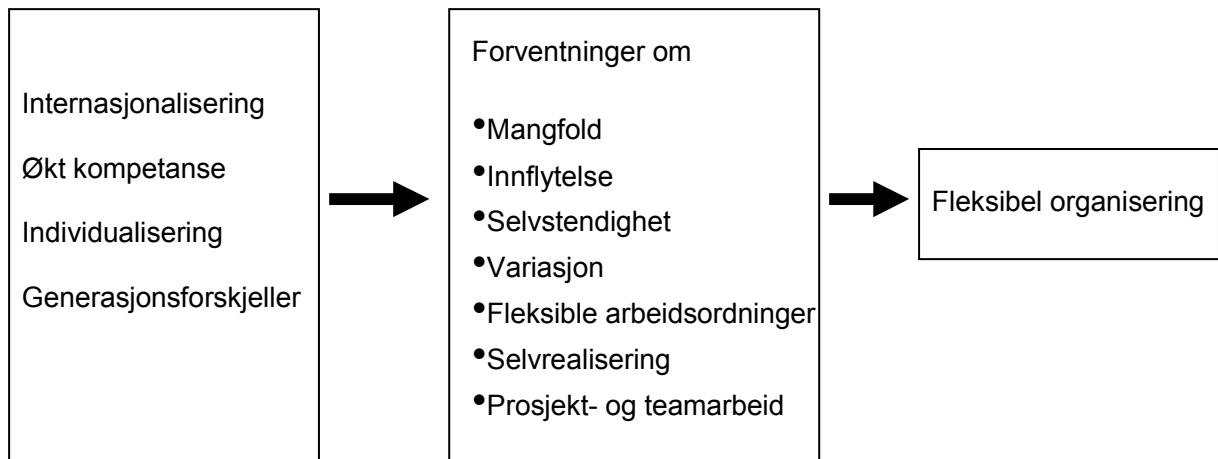 Internasjonalisering
Økt kompetanse
Individualisering
Generasjonsforskjeller
Forventninger om
•Mangfold
•Innflytelse
•Selvstendighet
•Variasjon
•Fleksible arbeidsordninger
•Selvrealisering
•Prosjekt- og teamarbeid
Fleksibel organisering